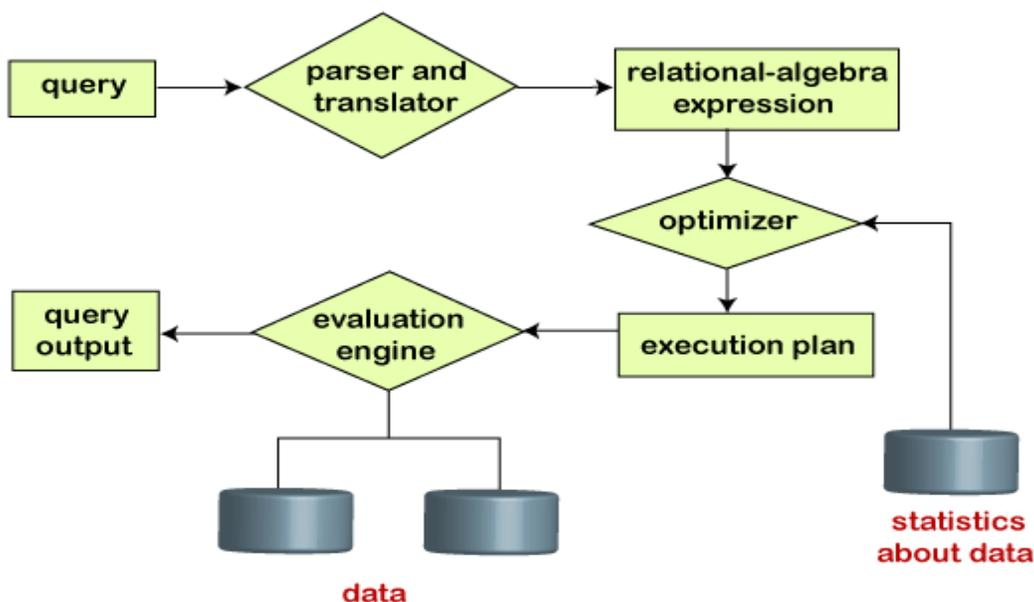 query
parser and
translator
relational-algebra
expression
optimizer
query
output
evaluation
engine
execution plan
statistics
about data
data